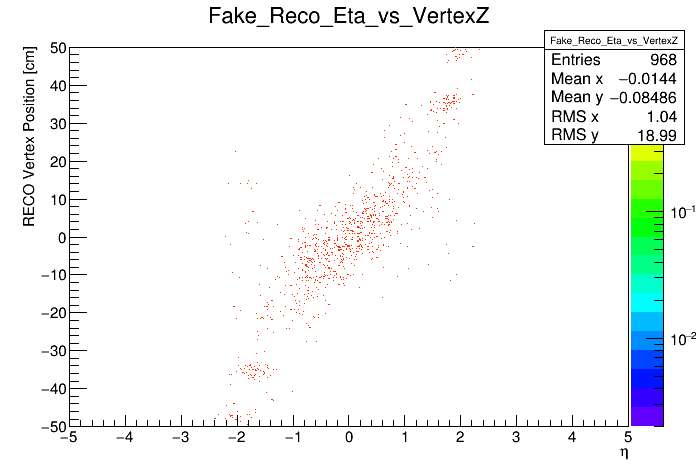 Fake_Reco_Eta_vs_VertexZ
Fake_Reco_Eta_vs_VertexZ
Entries 968
Mean x −0.0144
Mean y −0.08486
RMS x 1.04
RMS y 18.99
RECO Vertex Position [cm]
50
40
30
20
10
0
−10
−20
−30
−40
−50
−5 −4 −3 −2 −1 0 1 2 3 4 5
η
10⁻¹
10⁻²